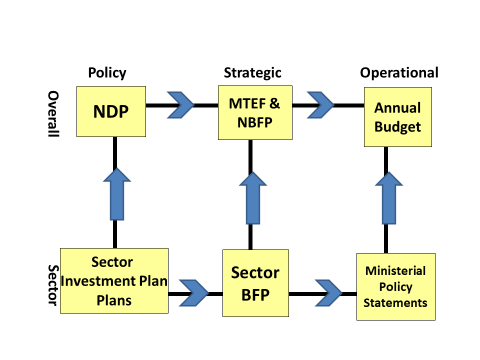 Policy
Strategic
Operational
Overall
NDP
MTEF &
NBFP
Annual
Budget
Sector
Sector
Investment Plan
Plans
Sector
BFP
Ministerial
Policy
Statements